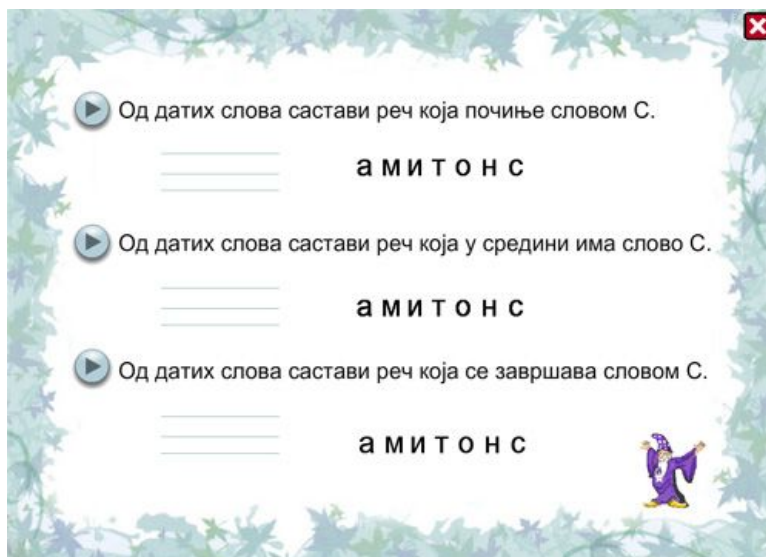 Од датих слова састави реч која почиње словом С.
а м и т о н с
Од датих слова састави реч која у средини има слово С.
а м и т о н с
Од датих слова састави реч која се завршава словом С.
а м и т о н с